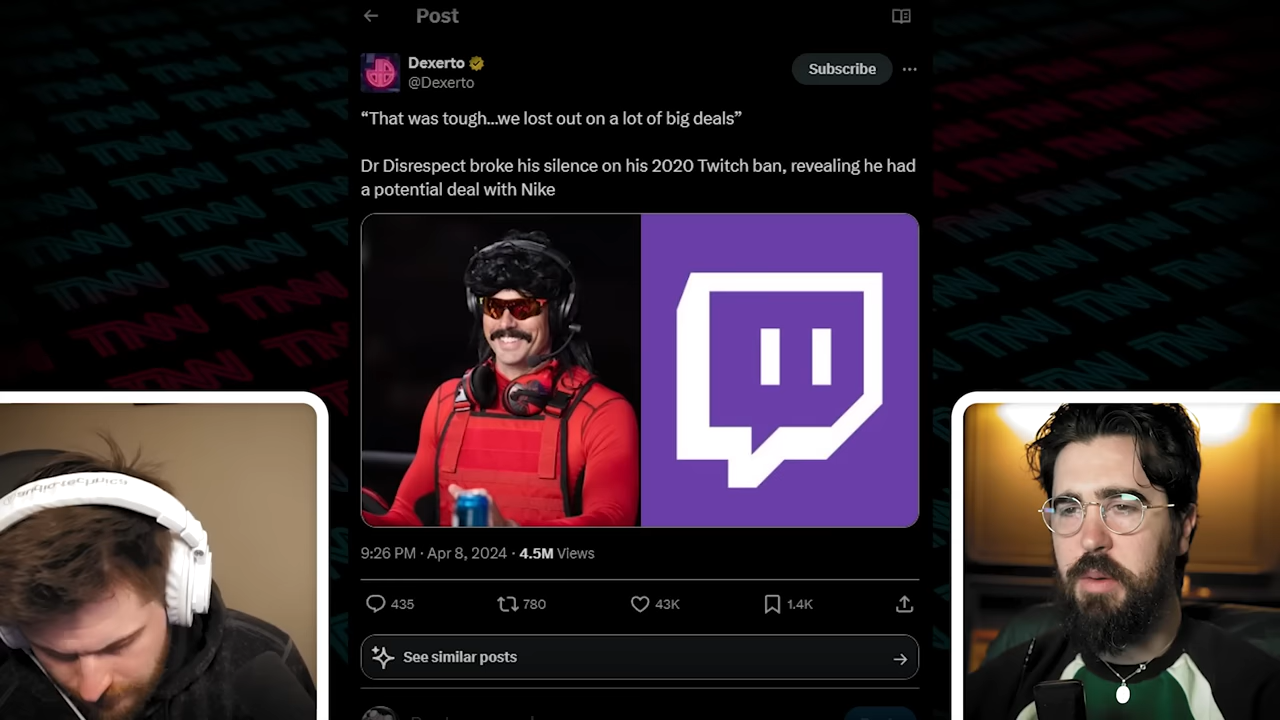 Post
Dexerto
@Dexerto
Subscribe
“That was tough...we lost out on a lot of big deals”
Dr Disrespect broke his silence on his 2020 Twitch ban, revealing he had
a potential deal with Nike
9:26 PM · Apr 8, 2024 · 4.5M Views
435
780
43K
1.4K
See similar posts
audio-technica